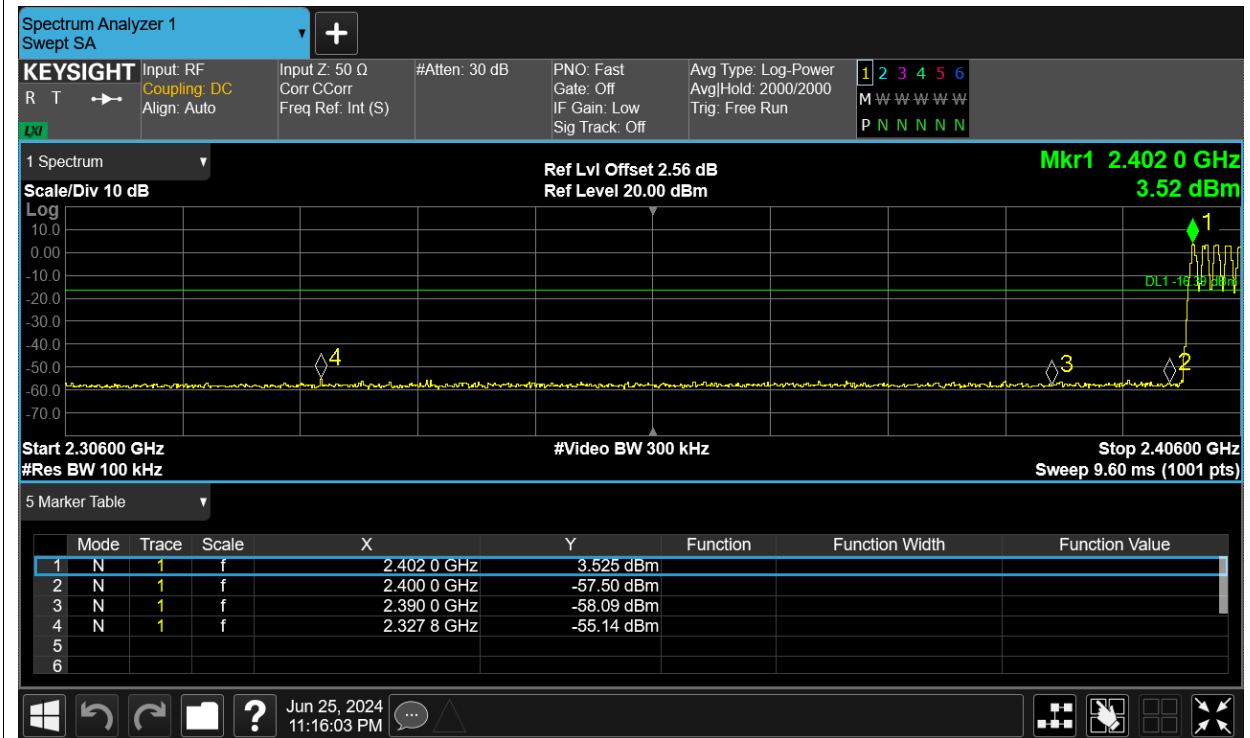 Spectrum Analyzer 1
Swept SA
KEYSIGHT Input: RF Input Z: 50 Ω #Atten: 30 dB PNO: Fast Avg Type: Log-Power 1 2 3 4 5 6
R T Coupling: DC Corr CCorr Gate: Off Avg|Hold: 2000/2000 M W W W W W
Align: Auto Freq Ref: Int (S) IF Gain: Low Trig: Free Run
LXI Sig Track: Off P N N N N N
1 Spectrum Ref Lvl Offset 2.56 dB Mkr1 2.402 0 GHz
Scale/Div 10 dB Ref Level 20.00 dBm 3.52 dBm
Log
10.0 1
0.00
-10.0
DL1 -16.39 dBm
-20.0
-30.0
-40.0
4 3 2
-50.0
-60.0
-70.0
Start 2.30600 GHz #Video BW 300 kHz Stop 2.40600 GHz
#Res BW 100 kHz Sweep 9.60 ms (1001 pts)
5 Marker Table
Mode Trace Scale X Y Function Function Width Function Value
1 N 1 f 2.402 0 GHz 3.525 dBm
2 N 1 f 2.400 0 GHz -57.50 dBm
3 N 1 f 2.390 0 GHz -58.09 dBm
4 N 1 f 2.327 8 GHz -55.14 dBm
5
6
? Jun 25, 2024
11:16:03 PM